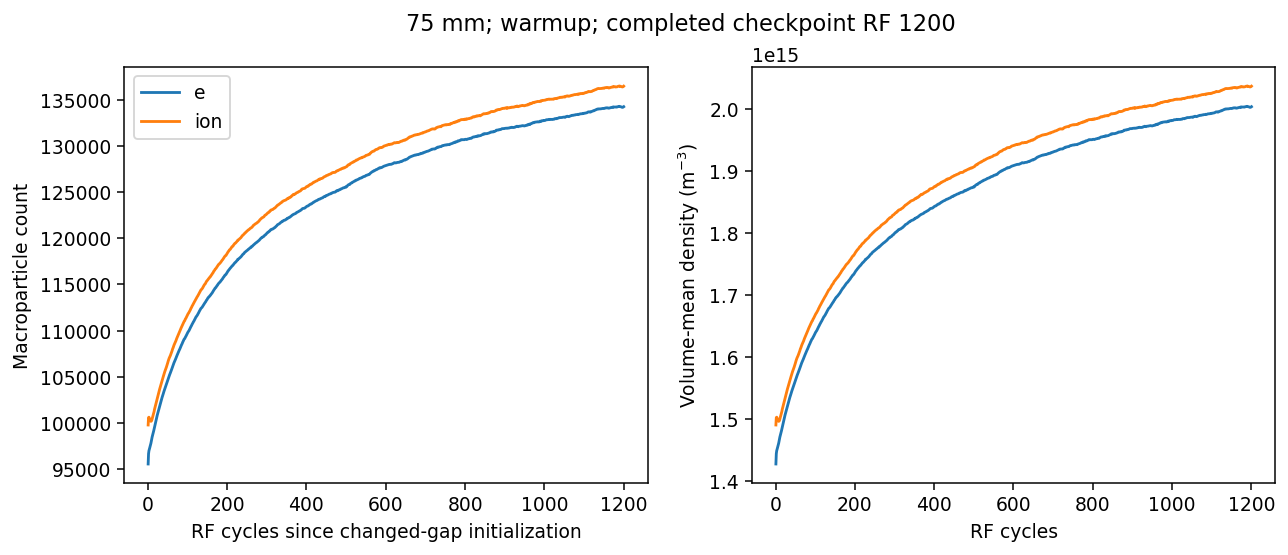 75 mm; warmup; completed checkpoint RF 1200
e
ion
Macroparticle count
135000
130000
125000
120000
115000
110000
105000
100000
95000
0 200 400 600 800 1000 1200
RF cycles since changed-gap initialization
1e15
Volume-mean density (m⁻³)
2.0
1.9
1.8
1.7
1.6
1.5
1.4
0 200 400 600 800 1000 1200
RF cycles